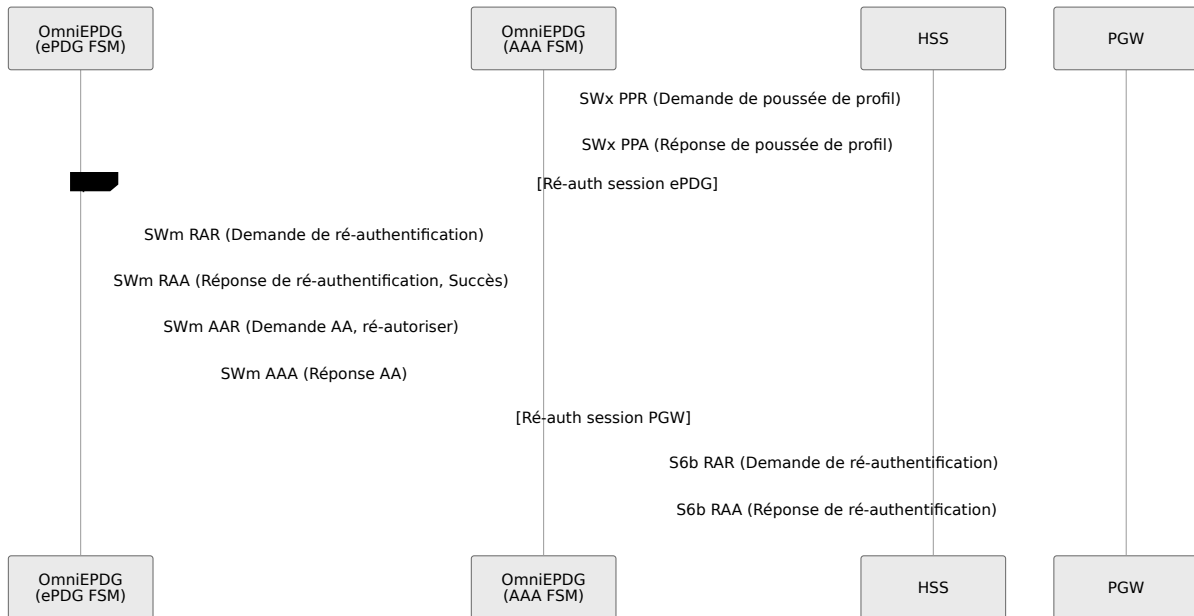 OmniEPDG
(ePDG FSM)
OmniEPDG
(AAA FSM)
HSS
PGW
SWx PPR (Demande de poussée de profil)
SWx PPA (Réponse de poussée de profil)
[Ré-auth session ePDG]
SWm RAR (Demande de ré-authentification)
SWm RAA (Réponse de ré-authentification, Succès)
SWm AAR (Demande AA, ré-autoriser)
SWm AAA (Réponse AA)
[Ré-auth session PGW]
S6b RAR (Demande de ré-authentification)
S6b RAA (Réponse de ré-authentification)
OmniEPDG
(ePDG FSM)
OmniEPDG
(AAA FSM)
HSS
PGW